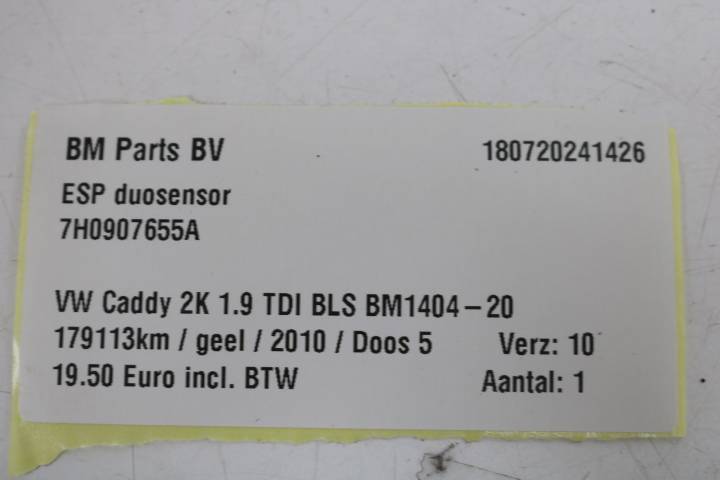 BM Parts BV 180720241426
ESP duosensor
7H0907655A
VW Caddy 2K 1.9 TDI BLS BM1404-20
179113km / geel / 2010 / Doos 5 Verz: 10
19.50 Euro incl. BTW Aantal: 1